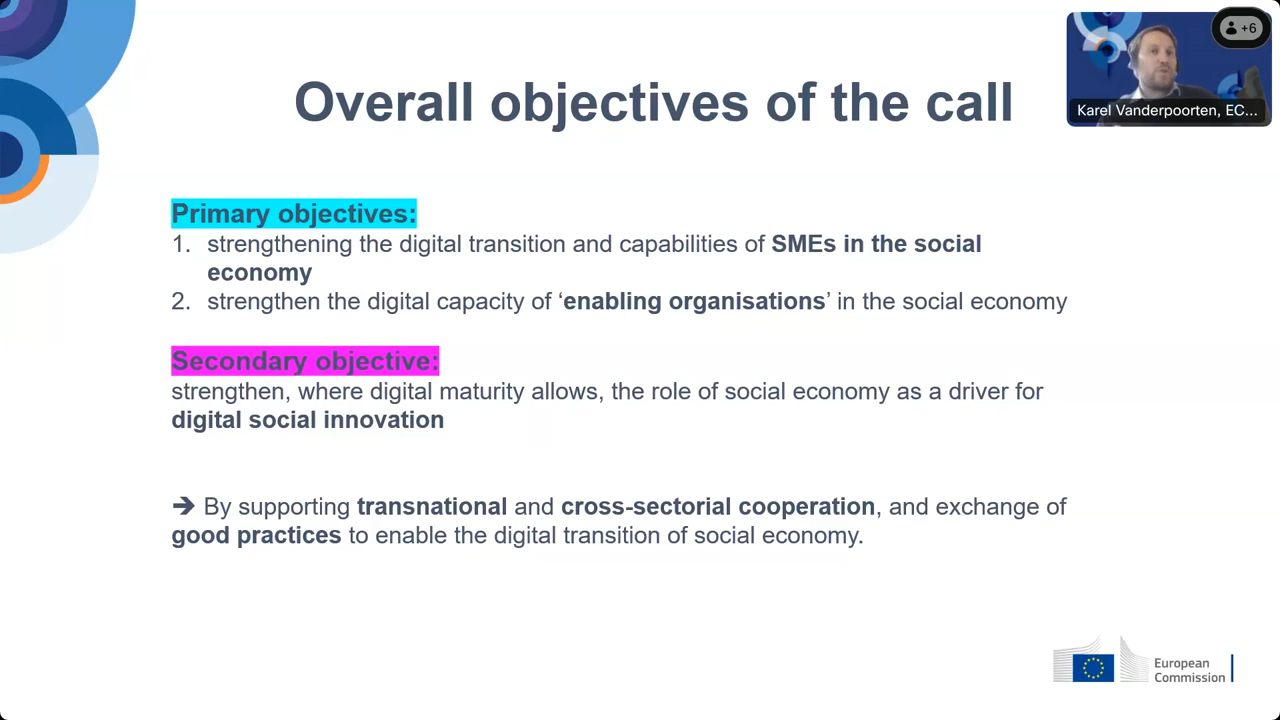 +6
Karel Vanderpoorten, EC...
Overall objectives of the call
Primary objectives:
1. strengthening the digital transition and capabilities of SMEs in the social
economy
2. strengthen the digital capacity of ‘enabling organisations’ in the social economy
Secondary objective:
strengthen, where digital maturity allows, the role of social economy as a driver for
digital social innovation
➔ By supporting transnational and cross-sectorial cooperation, and exchange of
good practices to enable the digital transition of social economy.
European
Commission